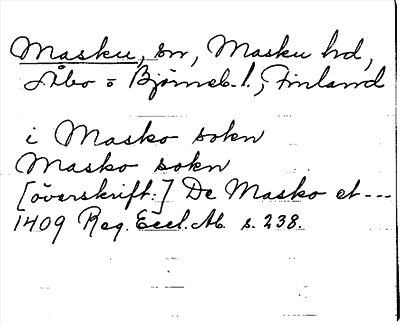 Masku, sn, Masku hd,
Åbo = Björneb. l., Finland
i Masko sokn
Masko sokn
[överskrift:] De Masko et ---
1409 Reg. Eccl. Ab. s. 238.